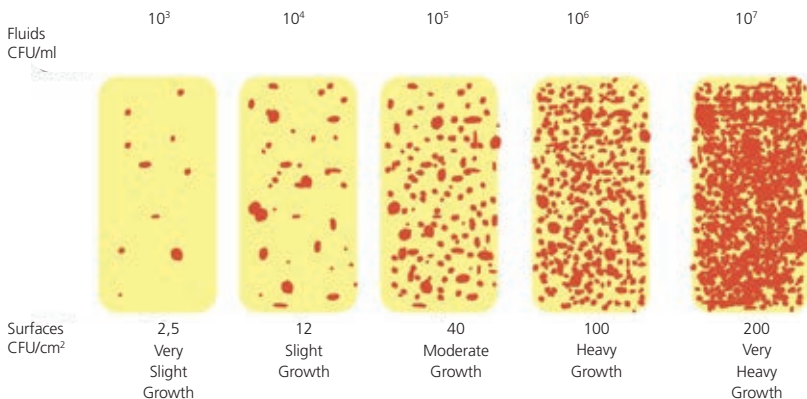 10³ 10⁴ 10⁵ 10⁶ 10⁷
Fluids
CFU/ml
Surfaces 2,5 12 40 100 200
CFU/cm² Very Slight Moderate Heavy Very
Slight Growth Growth Growth Heavy
Growth Growth